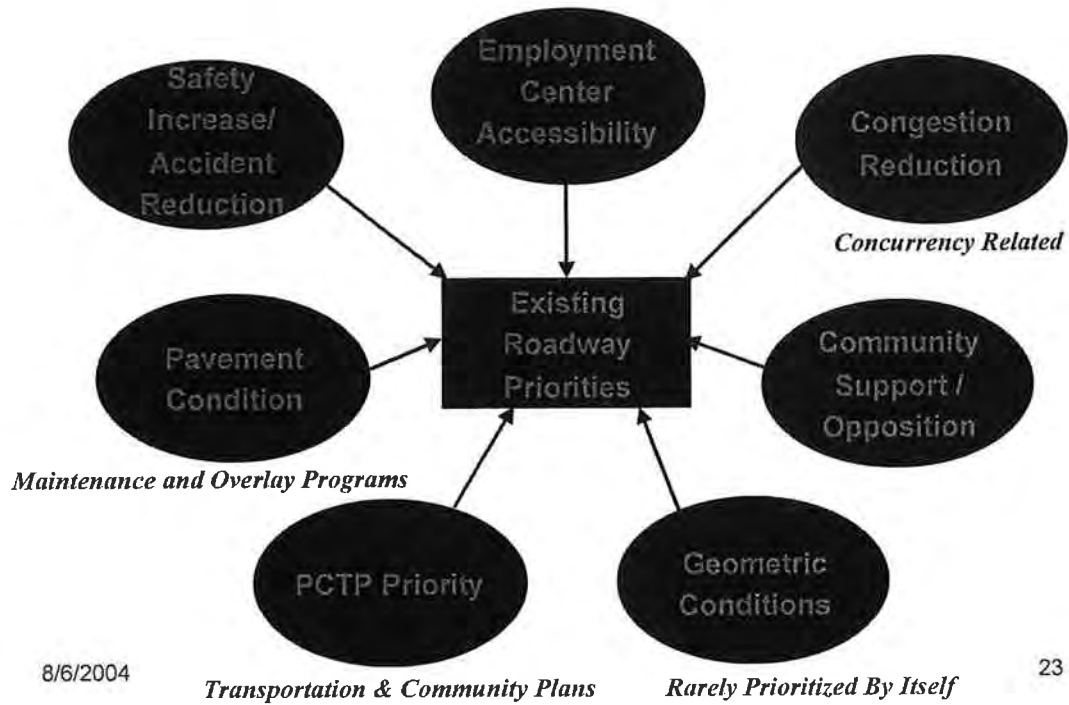 Safety
Increase/
Accident
Reduction
Employment
Center
Accessibility
Congestion
Reduction
Concurrency Related
Existing
Roadway
Priorities
Pavement
Condition
Maintenance and Overlay Programs
Community
Support /
Opposition
PCTP Priority
Transportation & Community Plans
Geometric
Conditions
Rarely Prioritized By Itself
8/6/2004
23